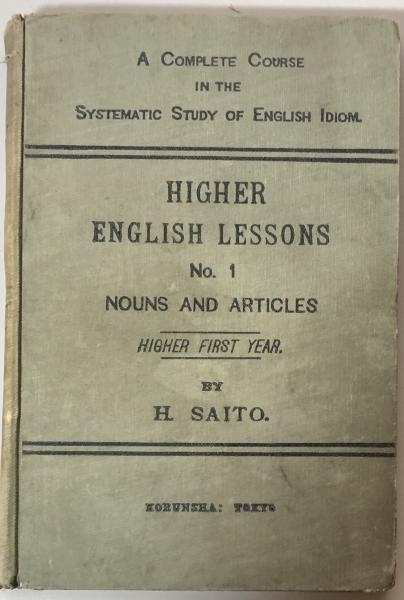 A COMPLETE COURSE
IN THE
SYSTEMATIC STUDY OF ENGLISH IDIOM.
HIGHER
ENGLISH LESSONS
No. 1
NOUNS AND ARTICLES
HIGHER FIRST YEAR.
BY
H. SAITO.
KOBUNSHA: TOKYO